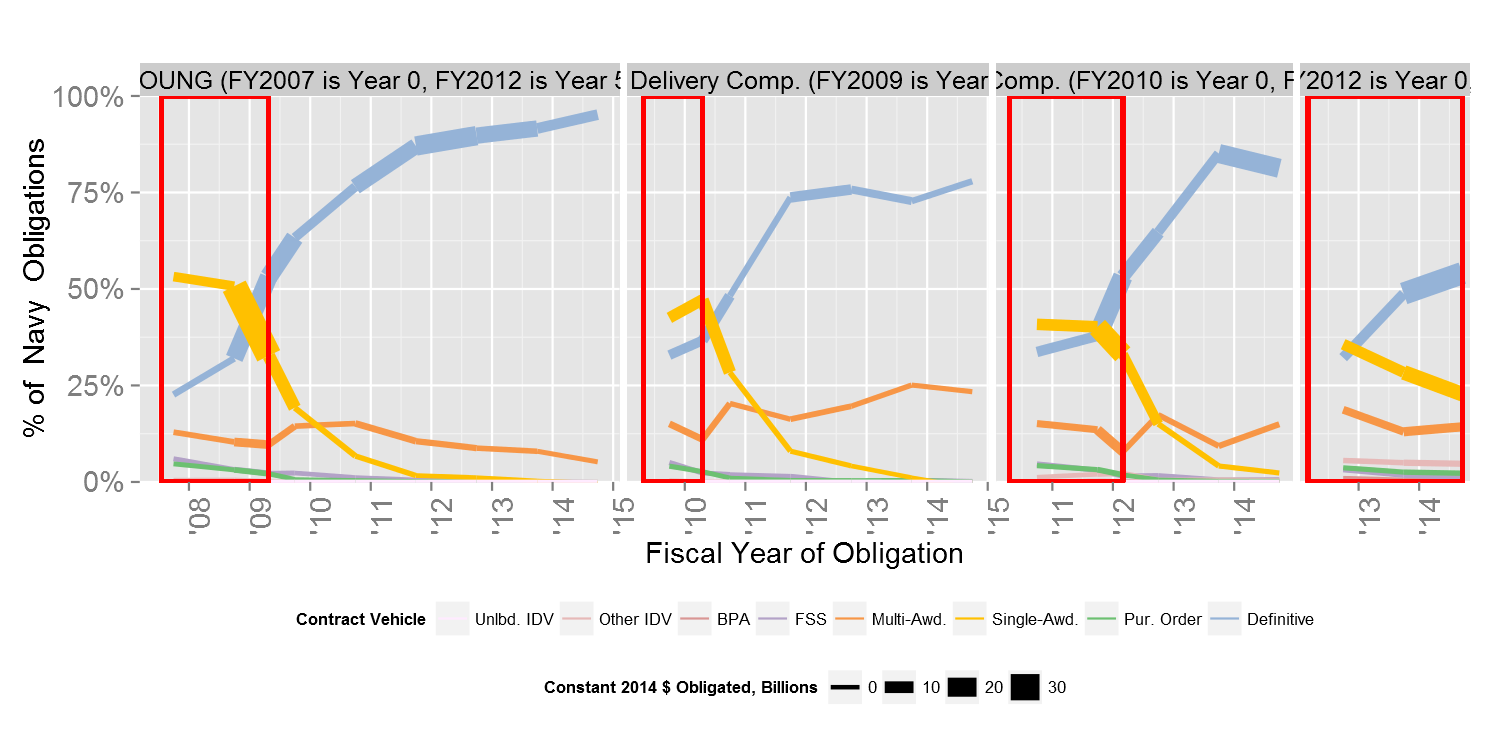 OUNG (FY2007 is Year 0, FY2012 is Year 5
Delivery Comp. (FY2009 is Year
Comp. (FY2010 is Year 0, F
Y2012 is Year 0,
% of Navy Obligations
100%
75%
50%
25%
0%
'08 '09 '10 '11 '12 '13 '14 '15
'10 '11 '12 '13 '14 '15
'11 '12 '13 '14
'13 '14
Fiscal Year of Obligation
Contract Vehicle Unlbd. IDV Other IDV BPA FSS Multi-Awd. Single-Awd. Pur. Order Definitive
Constant 2014 $ Obligated, Billions 0 10 20 30